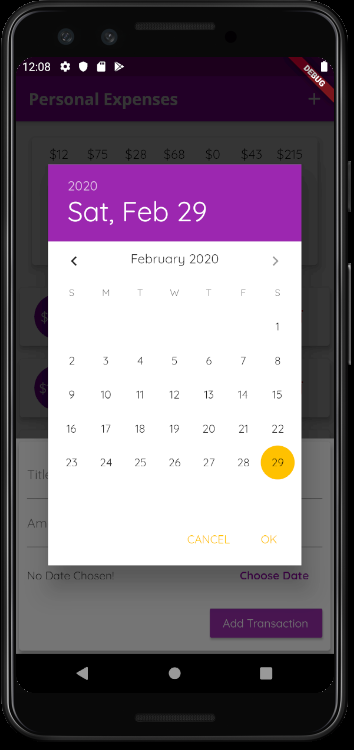 12:08
DEBUG
Personal Expenses +
$12 $75 $28 $68 $0 $43 $215
2020
Sat, Feb 29
February 2020
S M T W T F S
1
2 3 4 5 6 7 8
9 10 11 12 13 14 15
16 17 18 19 20 21 22
23 24 25 26 27 28 29
Title
CANCEL OK
No Date Chosen! Choose Date
Add Transaction